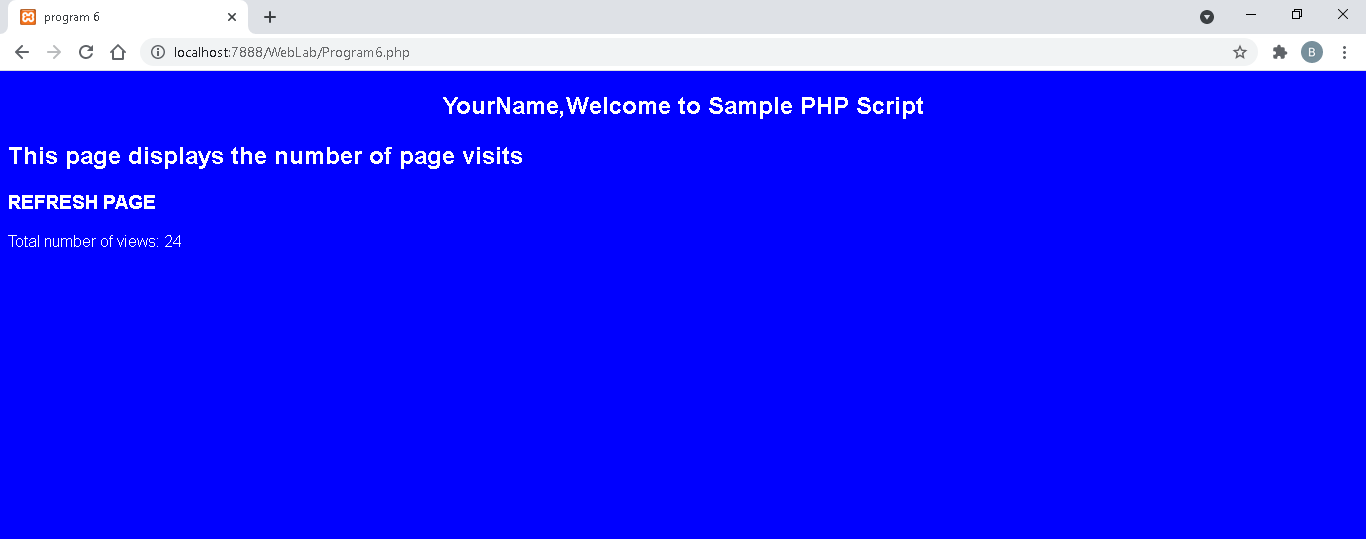 program 6
localhost:7888/WebLab/Program6.php
B
YourName,Welcome to Sample PHP Script
This page displays the number of page visits
REFRESH PAGE
Total number of views: 24